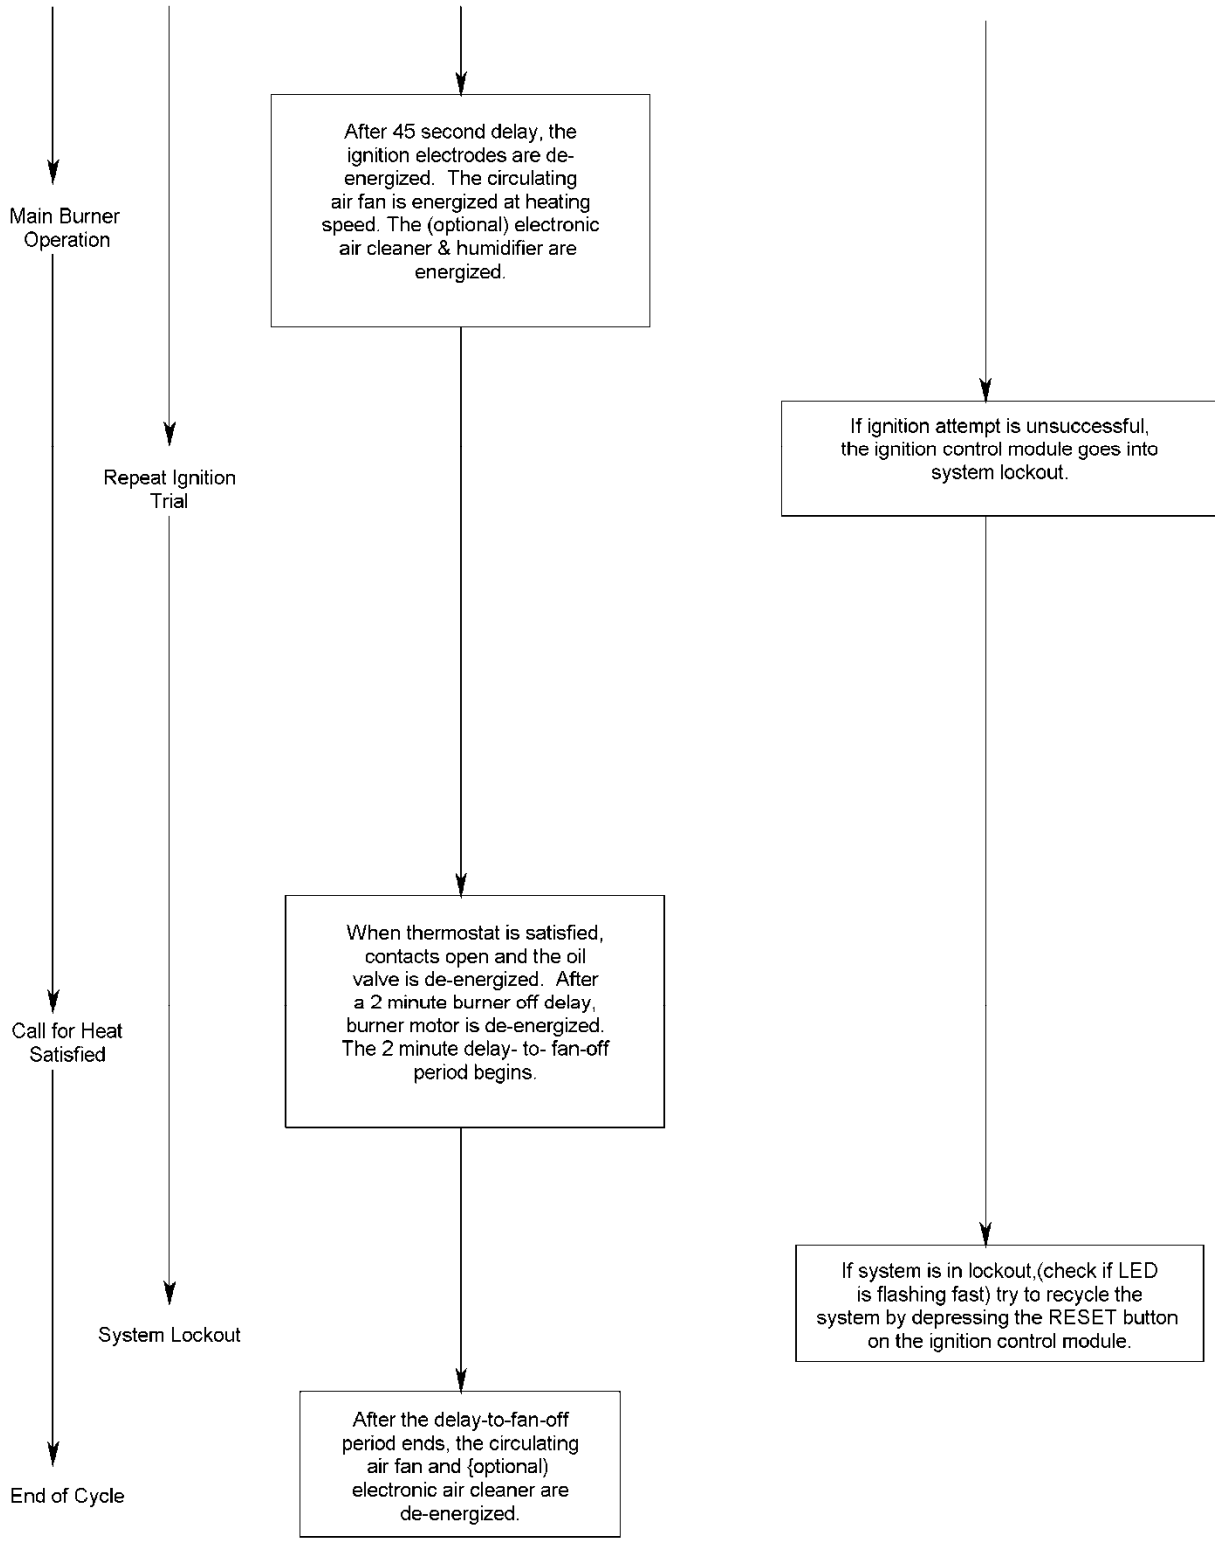 After 45 second delay, the
ignition electrodes are de-
energized.  The circulating
air fan is energized at heating
speed. The (optional) electronic
air cleaner & humidifier are
energized.
Main Burner
Operation
If ignition attempt is unsuccessful,
the ignition control module goes into
system lockout.
Repeat Ignition
Trial
When thermostat is satisfied,
contacts open and the oil
valve is de-energized.  After
a 2 minute burner off delay,
burner motor is de-energized.
The 2 minute delay- to- fan-off
period begins.
Call for Heat
Satisfied
If system is in lockout,(check if LED
is flashing fast) try to recycle the
system by depressing the RESET button
on the ignition control module.
System Lockout
After the delay-to-fan-off
period ends, the circulating
air fan and {optional)
electronic air cleaner are
de-energized.
End of Cycle